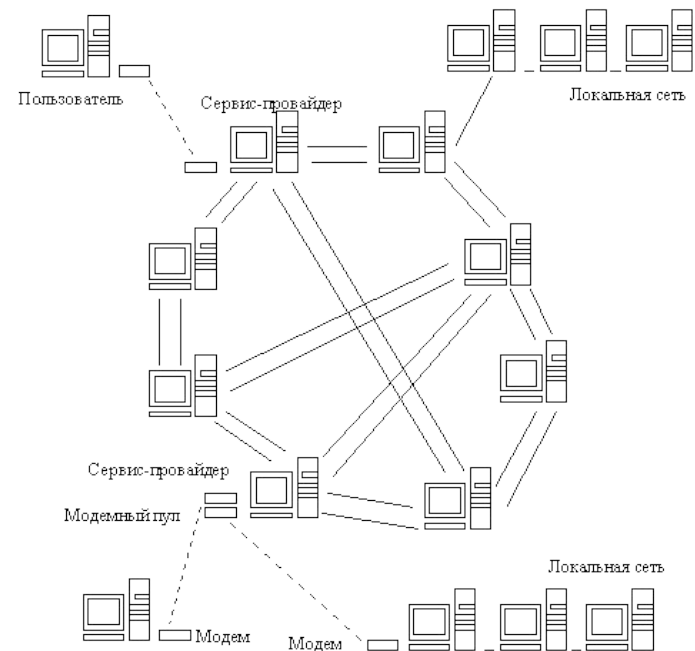 Пользователь
Сервис-провайдер
Локальная сеть
Сервис-провайдер
Модемный пул
Локальная сеть
Модем
Модем